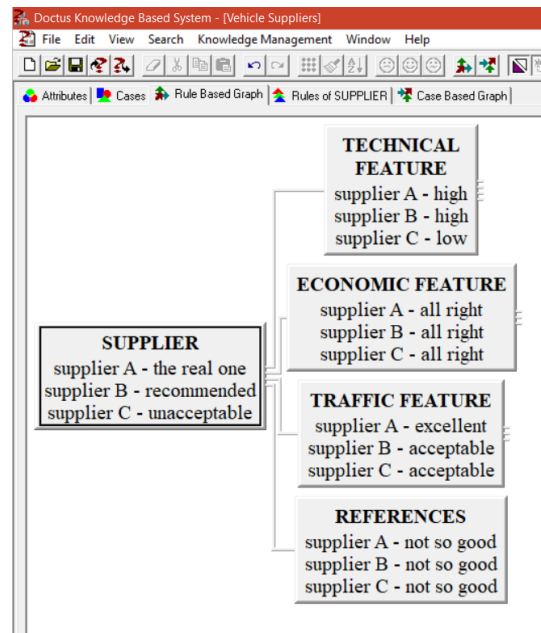 Doctus Knowledge Based System - [Vehicle Suppliers]
File Edit View Search Knowledge Management Window Help
Attributes Cases Rule Based Graph Rules of SUPPLIER Case Based Graph
TECHNICAL
FEATURE
supplier A - high
supplier B - high
supplier C - low
ECONOMIC FEATURE
supplier A - all right
supplier B - all right
supplier C - all right
SUPPLIER
supplier A - the real one
supplier B - recommended
supplier C - unacceptable
TRAFFIC FEATURE
supplier A - excellent
supplier B - acceptable
supplier C - acceptable
REFERENCES
supplier A - not so good
supplier B - not so good
supplier C - not so good